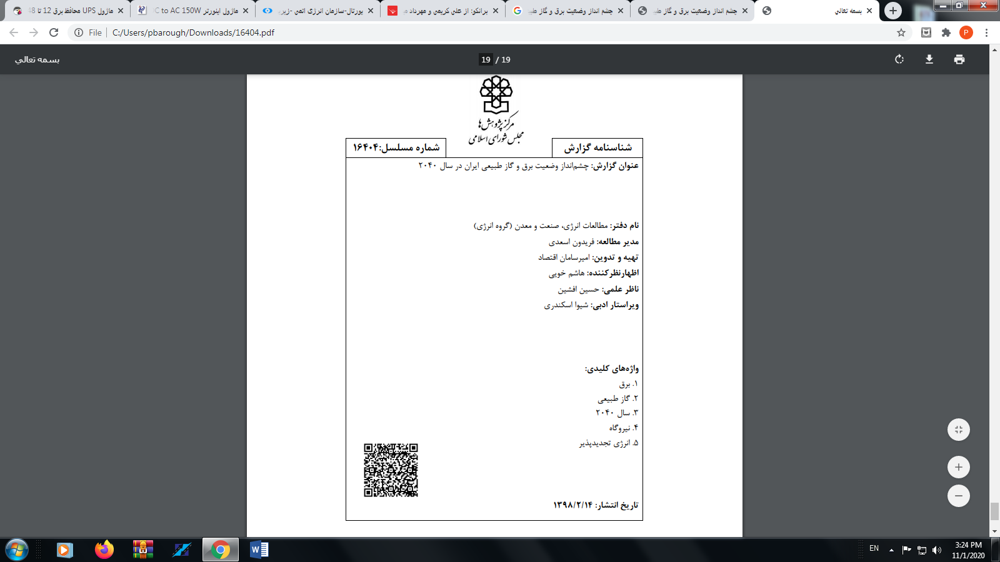 ماژول UPS محافظ برق 12 تا 48
ماژول اینورتر DC to AC 150W
پورتال-سازمان انرژی اتمی -زیر
برانکو: از علی کریمی و مهرداد م
چشم انداز وضعیت برق و گاز طبی
چشم انداز وضعیت برق و گاز طبی
بسمه تعالي
File
C:/Users/pbarough/Downloads/16404.pdf
P
بسمه تعالي
19 / 19
مرکز پژوهش‌ها
مجلس شورای اسلامی
شناسنامه گزارش
شماره مسلسل:۱۶۴۰۴
عنوان گزارش: چشم‌انداز وضعیت برق و گاز طبیعی ایران در سال ۲۰۴۰
نام دفتر: مطالعات انرژی، صنعت و معدن (گروه انرژی)
مدیر مطالعه: فریدون اسعدی
تهیه و تدوین: امیرسامان اقتصاد
اظهارنظرکننده: هاشم خویی
ناظر علمی: حسین افشین
ویراستار ادبی: شیوا اسکندری
واژه‌های کلیدی:
۱. برق
۲. گاز طبیعی
۳. سال ۲۰۴۰
۴. نیروگاه
۵. انرژی تجدیدپذیر
تاریخ انتشار: ۱۳۹۸/۲/۱۴
EN
3:24 PM
11/1/2020